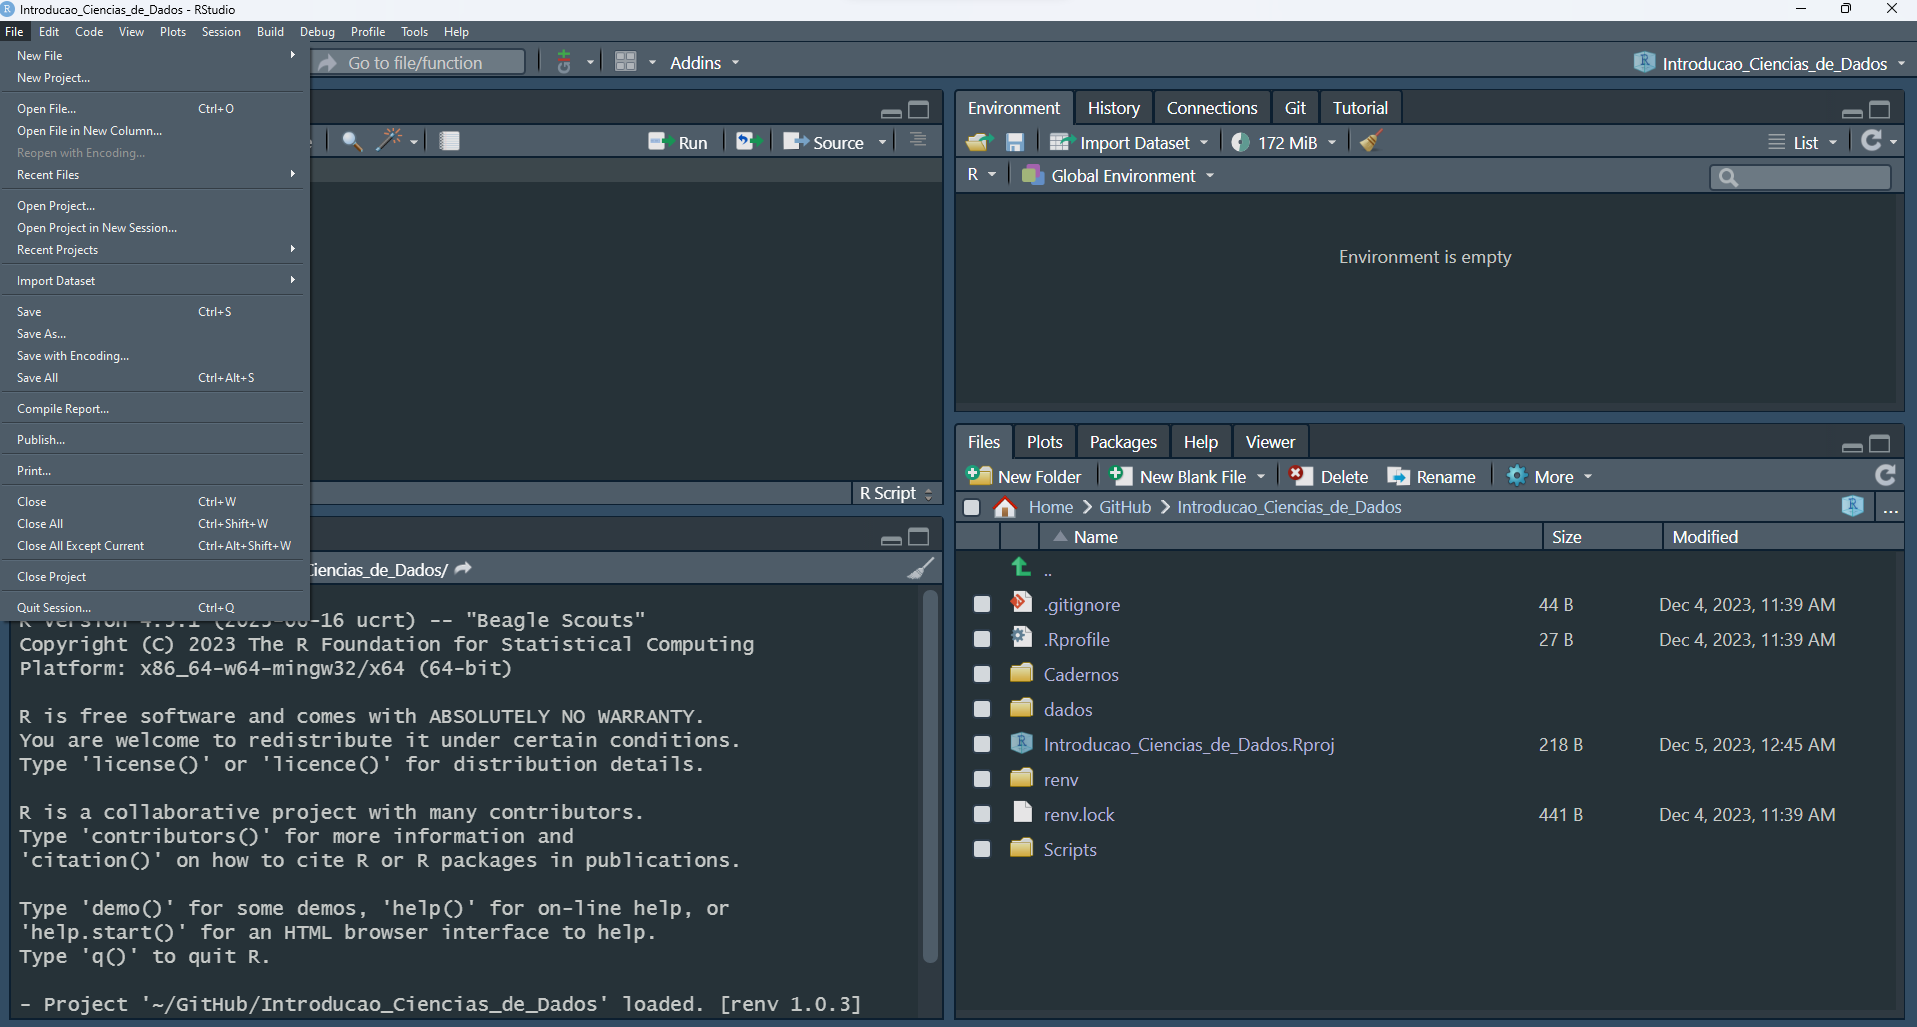 Introducao_Ciencias_de_Dados - RStudio
File Edit Code View Plots Session Build Debug Profile Tools Help
New File
New Project...
Open File... Ctrl+O
Open File in New Column...
Reopen with Encoding...
Recent Files
Open Project...
Open Project in New Session...
Recent Projects
Import Dataset
Save Ctrl+S
Save As...
Save with Encoding...
Save All Ctrl+Alt+S
Compile Report...
Publish...
Print...
Close Ctrl+W
Close All Ctrl+Shift+W
Close All Except Current Ctrl+Alt+Shift+W
Close Project
Quit Session... Ctrl+Q
Go to file/function Addins
Introducao_Ciencias_de_Dados
Run Source
R Script
iencias_de_Dados/
-16 ucrt) -- "Beagle Scouts"
Copyright (C) 2023 The R Foundation for Statistical Computing
Platform: x86_64-w64-mingw32/x64 (64-bit)
R is free software and comes with ABSOLUTELY NO WARRANTY.
You are welcome to redistribute it under certain conditions.
Type 'license()' or 'licence()' for distribution details.
R is a collaborative project with many contributors.
Type 'contributors()' for more information and
'citation()' on how to cite R or R packages in publications.
Type 'demo()' for some demos, 'help()' for on-line help, or
'help.start()' for an HTML browser interface to help.
Type 'q()' to quit R.
- Project '~/GitHub/Introducao_Ciencias_de_Dados' loaded. [renv 1.0.3]
Environment History Connections Git Tutorial
Import Dataset 172 MiB List
R Global Environment
Environment is empty
Files Plots Packages Help Viewer
New Folder New Blank File Delete Rename More
Home GitHub Introducao_Ciencias_de_Dados ...
Name Size Modified
..
.gitignore 44 B Dec 4, 2023, 11:39 AM
.Rprofile 27 B Dec 4, 2023, 11:39 AM
Cadernos
dados
Introducao_Ciencias_de_Dados.Rproj 218 B Dec 5, 2023, 12:45 AM
renv
renv.lock 441 B Dec 4, 2023, 11:39 AM
Scripts